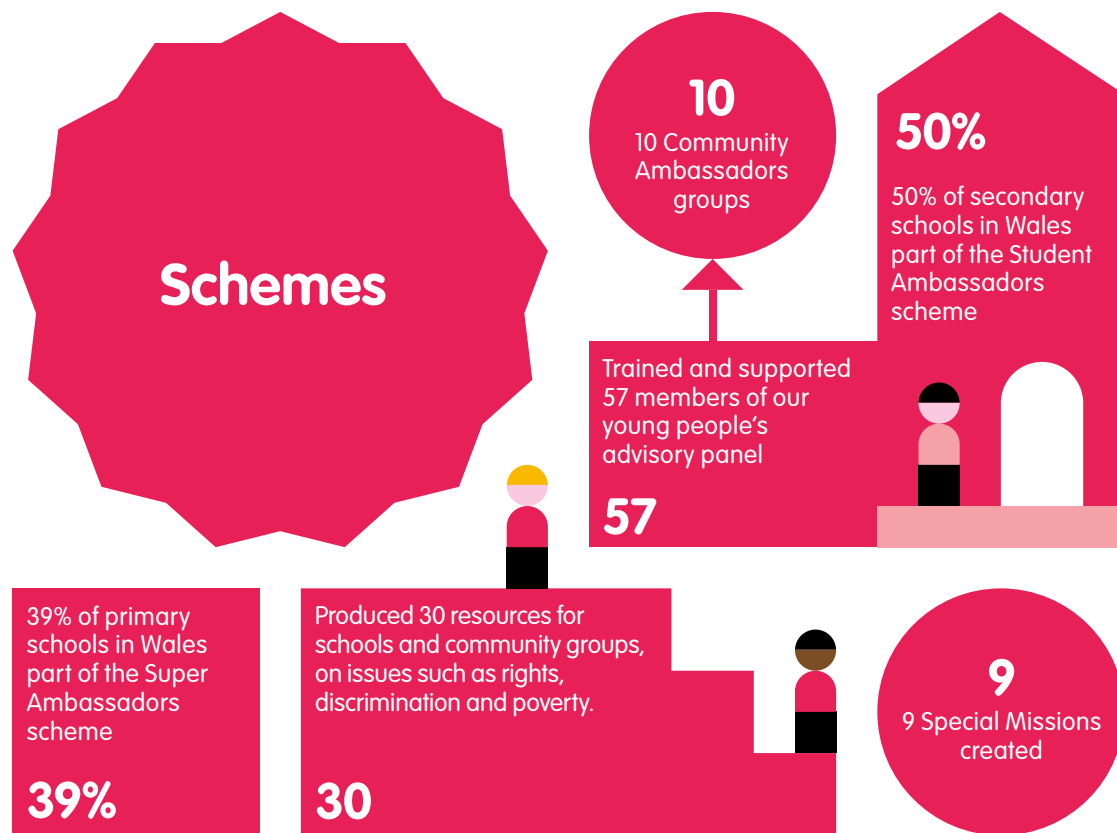 Schemes
10
10 Community
Ambassadors
groups
50%
50% of secondary
schools in Wales
part of the Student
Ambassadors
scheme
Trained and supported
57 members of our
young people’s
advisory panel
57
39% of primary
schools in Wales
part of the Super
Ambassadors
scheme
39%
Produced 30 resources for
schools and community groups,
on issues such as rights,
discrimination and poverty.
30
9
9 Special Missions
created